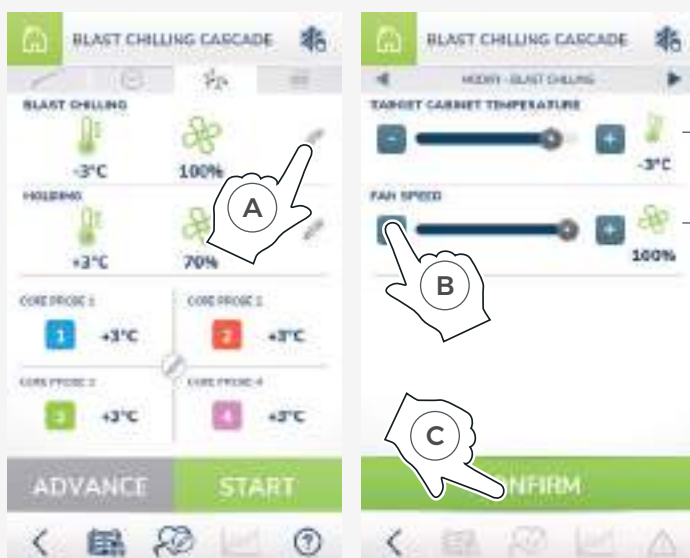 BLAST CHILLING CASCADE
BLAST CHILLING
-3°C
100%
A
HOLDING
+3°C
70%
CORE PROBE 1
CORE PROBE 2
1
+3°C
2
+3°C
CORE PROBE 3
CORE PROBE 4
3
+3°C
4
+3°C
ADVANCE
START
?
BLAST CHILLING CASCADE
MODIFY - BLAST CHILLING
TARGET CABINET TEMPERATURE
-
+
-3°C
FAN SPEED
+
100%
B
C
NFIRM